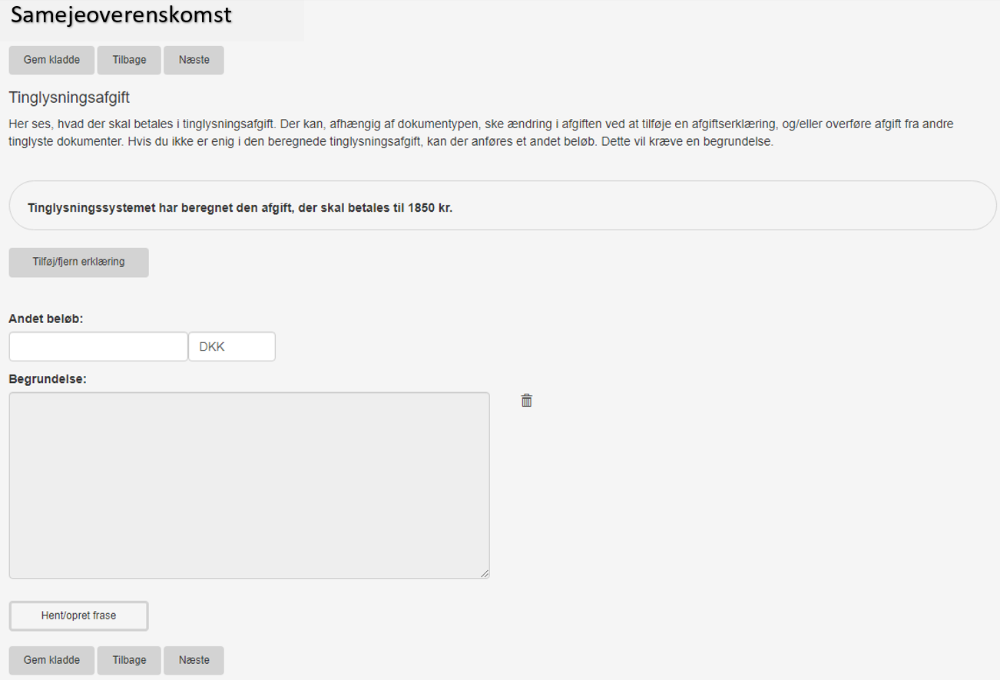 Samejeoverenskomst
Gem kladde Tilbage Næste
Tinglysningsafgift
Her ses, hvad der skal betales i tinglysningsafgift. Der kan, afhængig af dokumentypen, ske ændring i afgiften ved at tilføje en afgiftserklæring, og/eller overføre afgift fra andre
tinglyste dokumenter. Hvis du ikke er enig i den beregnede tinglysningsafgift, kan der anføres et andet beløb. Dette vil kræve en begrundelse.
Tinglysningssystemet har beregnet den afgift, der skal betales til 1850 kr.
Tilføj/fjern erklæring
Andet beløb:
DKK
Begrundelse:
Hent/opret frase
Gem kladde Tilbage Næste